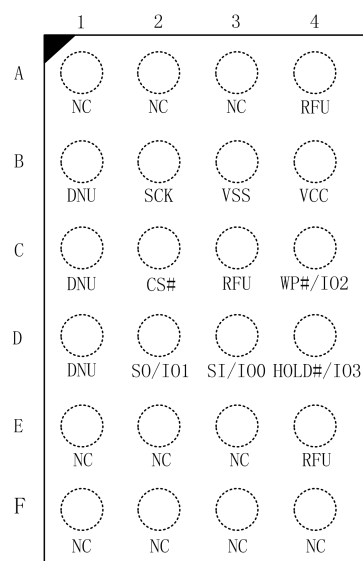 1 2 3 4
A
NC NC NC RFU
B
DNU SCK VSS VCC
C
DNU CS# RFU WP#/IO2
D
DNU SO/IO1 SI/IO0 HOLD#/IO3
E
NC NC NC RFU
F
NC NC NC NC